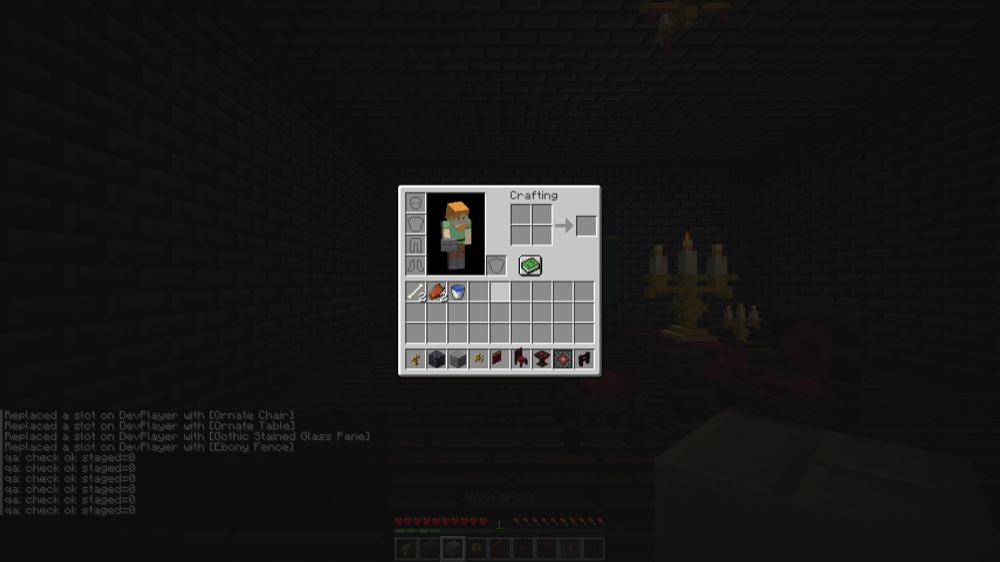 Crafting
2
2
Replaced a slot on DevPlayer with [Ornate Chair]
Replaced a slot on DevPlayer with [Ornate Table]
Replaced a slot on DevPlayer with [Gothic Stained Glass Pane]
Replaced a slot on DevPlayer with [Ebony Fence]
qa: check ok staged=0
qa: check ok staged=0
qa: check ok staged=0
qa: check ok staged=0
qa: check ok staged=0
qa: check ok staged=0
Stone Bricks
1